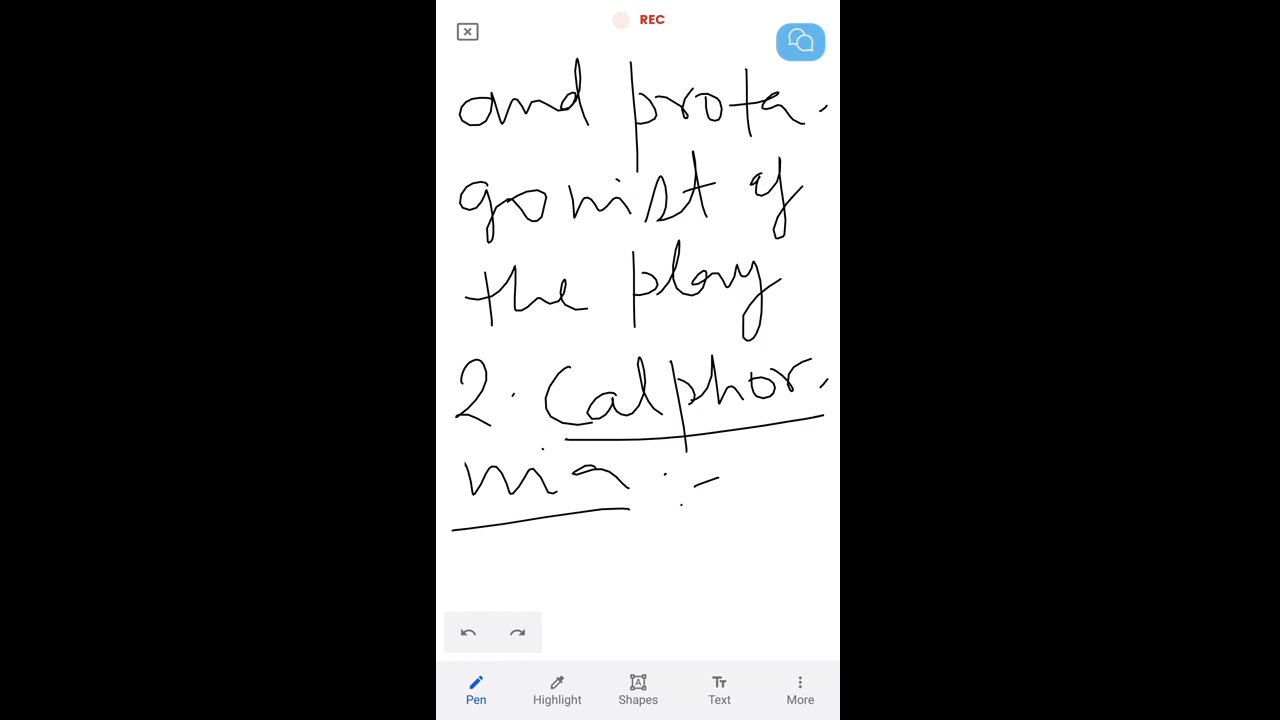 REC
and prota-
gonist of
the play
2. Calphor-
nia :-
Pen
Highlight
Shapes
Text
More